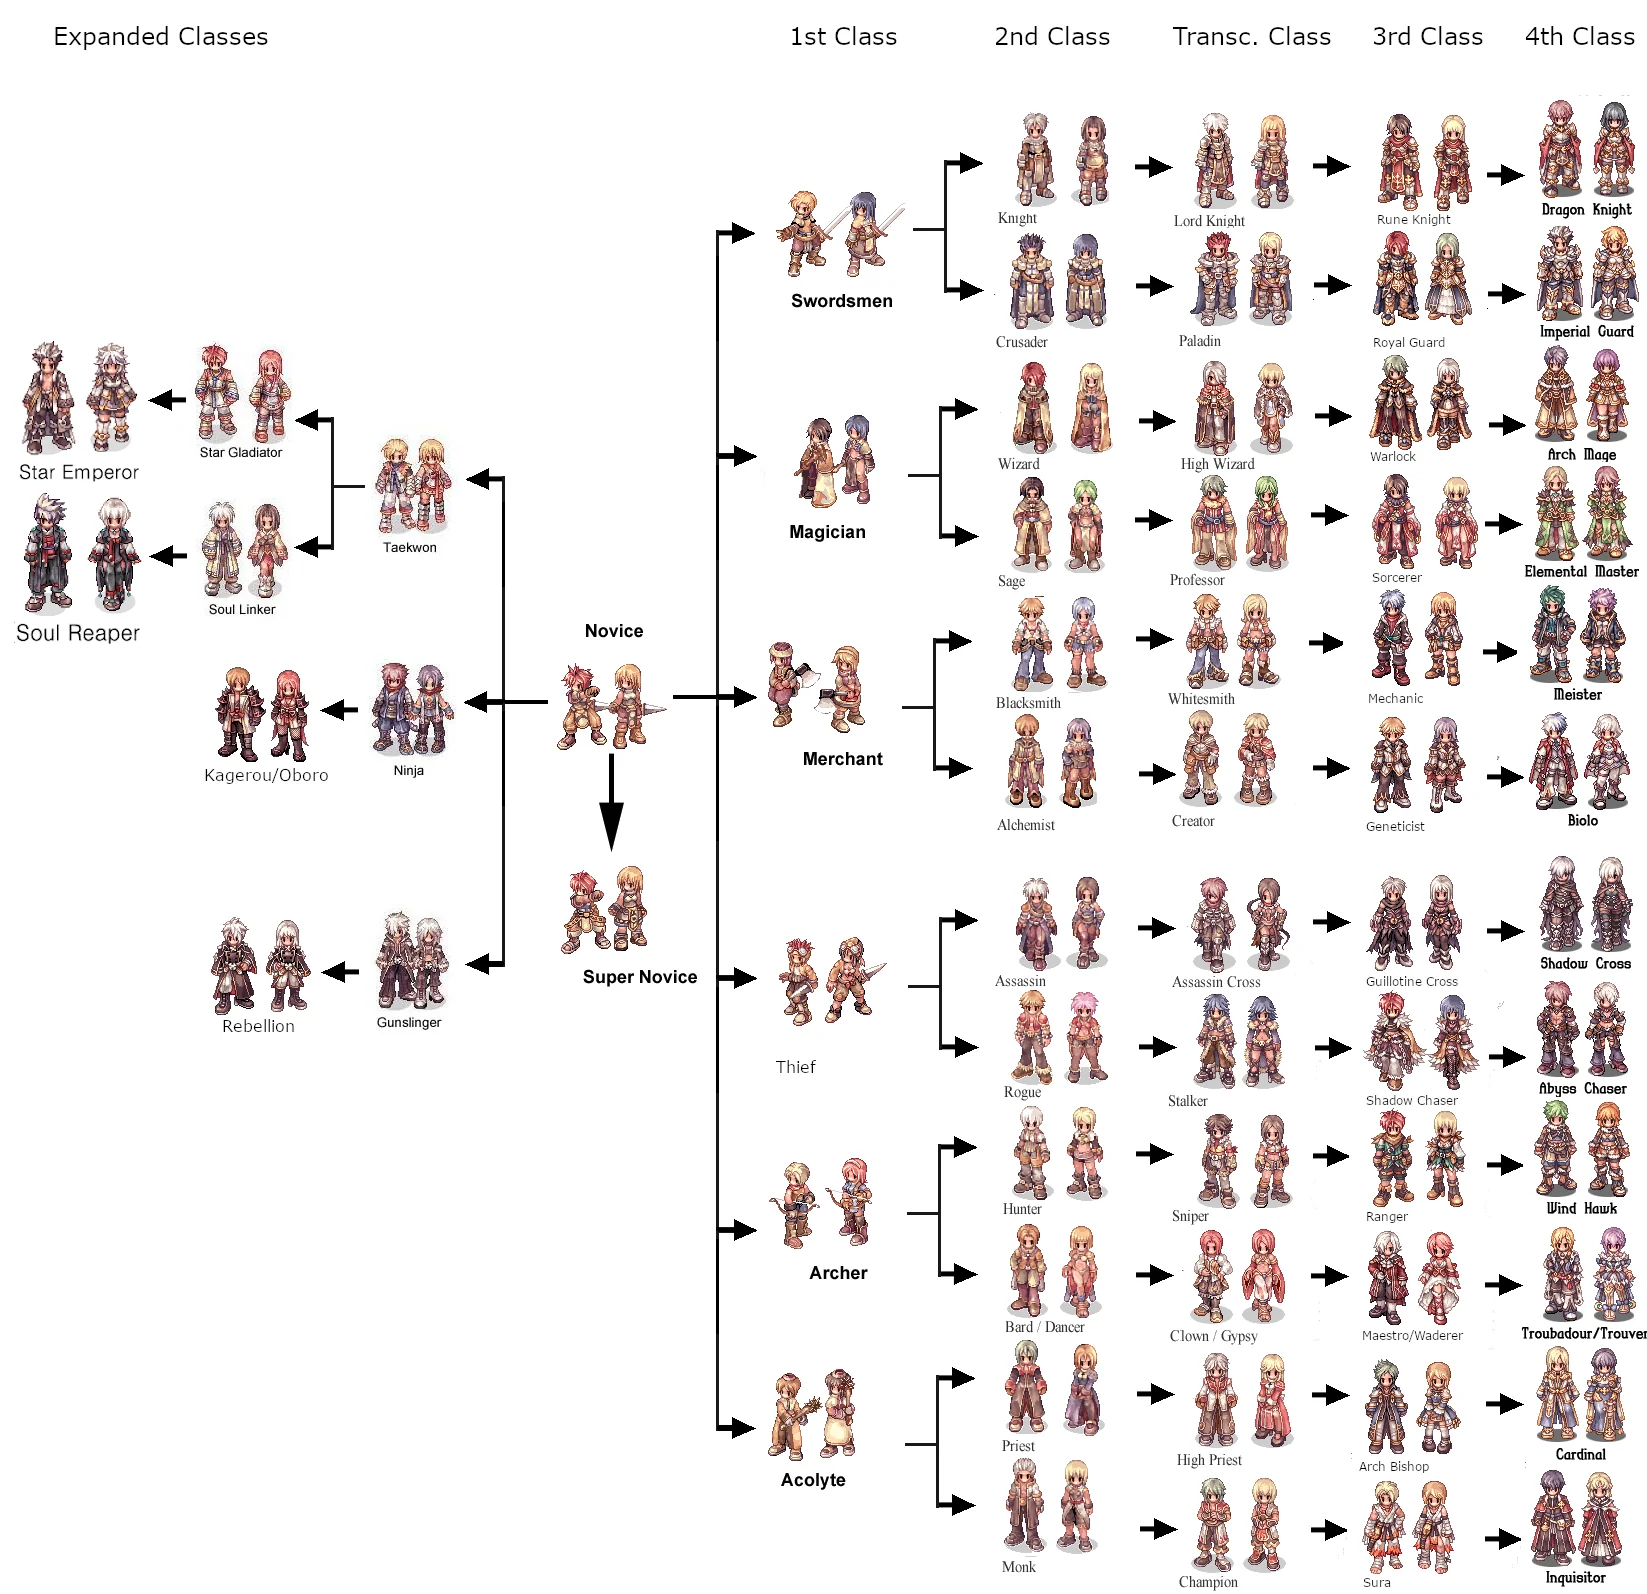 Expanded Classes
1st Class
2nd Class
Transc. Class
3rd Class
4th Class
Knight
Lord Knight
Rune Knight
Dragon Knight
Swordsmen
Crusader
Paladin
Royal Guard
Imperial Guard
Wizard
High Wizard
Warlock
Arch Mage
Magician
Sage
Professor
Sorcerer
Elemental Master
Blacksmith
Whitesmith
Mechanic
Meister
Merchant
Alchemist
Creator
Geneticist
Biolo
Assassin
Assassin Cross
Guillotine Cross
Shadow Cross
Thief
Rogue
Stalker
Shadow Chaser
Abyss Chaser
Hunter
Sniper
Ranger
Wind Hawk
Archer
Bard / Dancer
Clown / Gypsy
Maestro/Waderer
Troubadour/Trouver
Priest
High Priest
Arch Bishop
Cardinal
Acolyte
Monk
Champion
Sura
Inquisitor
Novice
Super Novice
Star Emperor
Star Gladiator
Taekwon
Soul Reaper
Soul Linker
Kagerou/Oboro
Ninja
Rebellion
Gunslinger